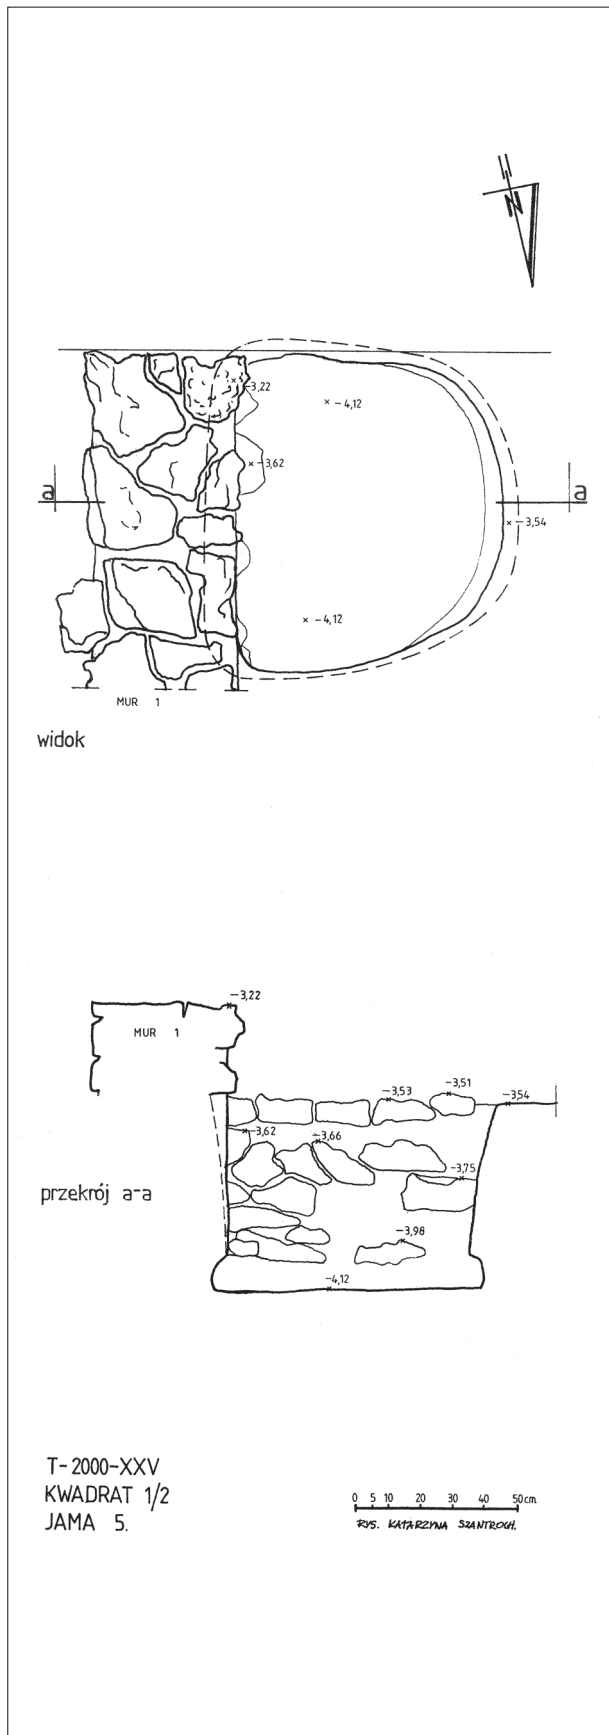 N
-3,22
-4,12
-3,62
a a
-3,54
-4,12
MUR 1
widok
-3,22
MUR 1
-3,53 -3,51 -3,54
-3,62 -3,66
-3,75
przekrój a-a
-3,98
-4,12
T-2000-XXV
KWADRAT 1/2
JAMA 5.
0 5 10 20 30 40 50cm.
RYS. KATARZYNA SZANTROCH.